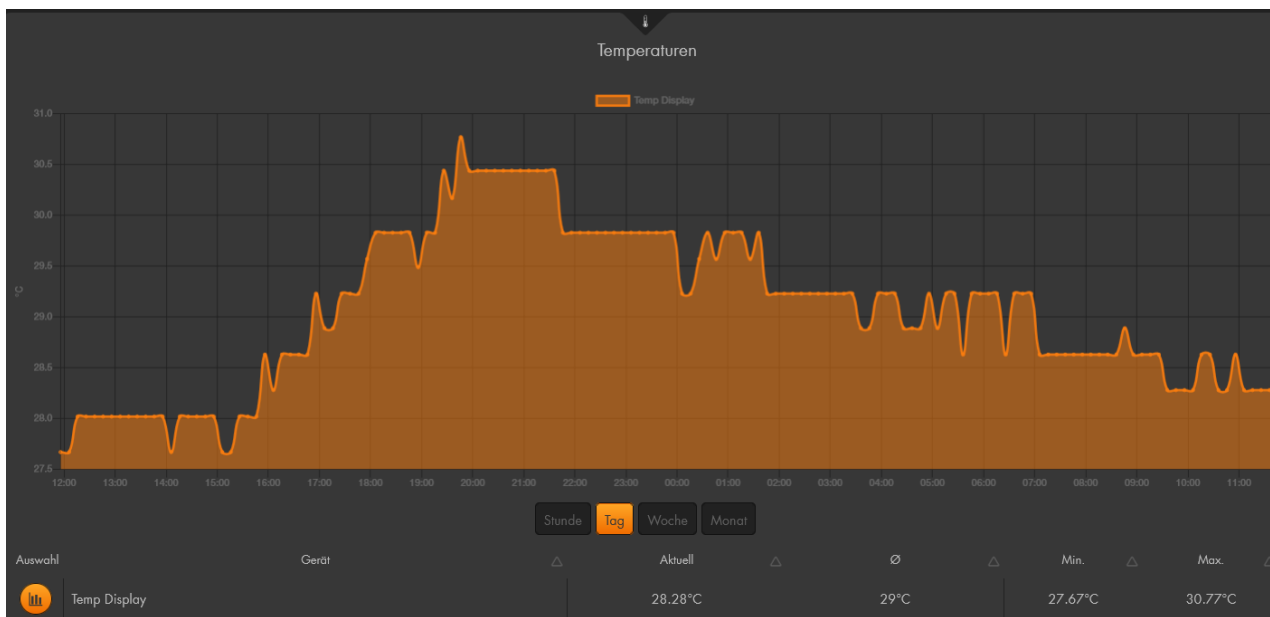 Temperaturen
Temp Display
31.0
30.5
30.0
29.5
°C
29.0
28.5
28.0
27.5
12:00 13:00 14:00 15:00 16:00 17:00 18:00 19:00 20:00 21:00 22:00 23:00 00:00 01:00 02:00 03:00 04:00 05:00 06:00 07:00 08:00 09:00 10:00 11:00
Stunde Tag Woche Monat
Auswahl Gerät Aktuell Ø Min. Max.
Temp Display 28.28°C 29°C 27.67°C 30.77°C